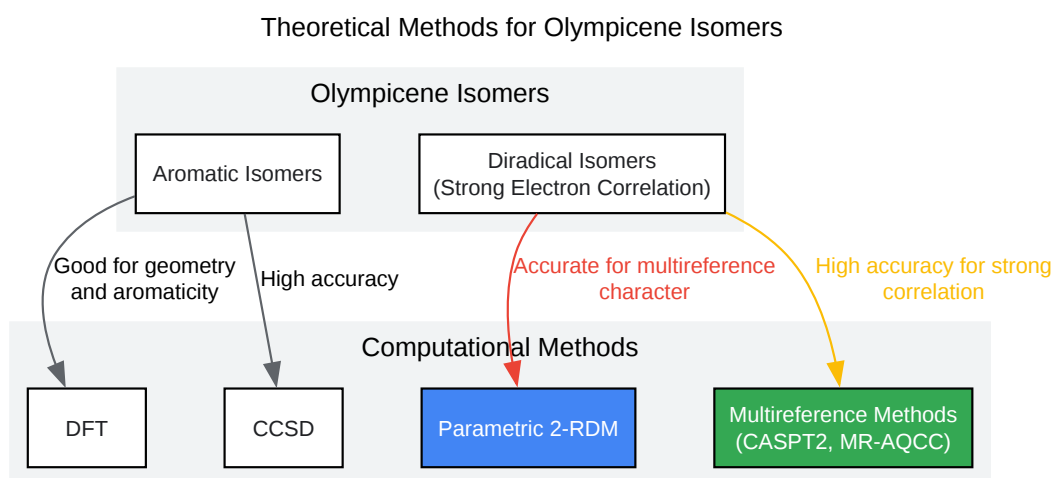 Theoretical Methods for Olympicene Isomers
Olympicene Isomers
Aromatic Isomers
Diradical Isomers
(Strong Electron Correlation)
Good for geometry
and aromaticity
High accuracy
Accurate for multireference
character
High accuracy for strong
correlation
Computational Methods
DFT
CCSD
Parametric 2-RDM
Multireference Methods
(CASPT2, MR-AQCC)